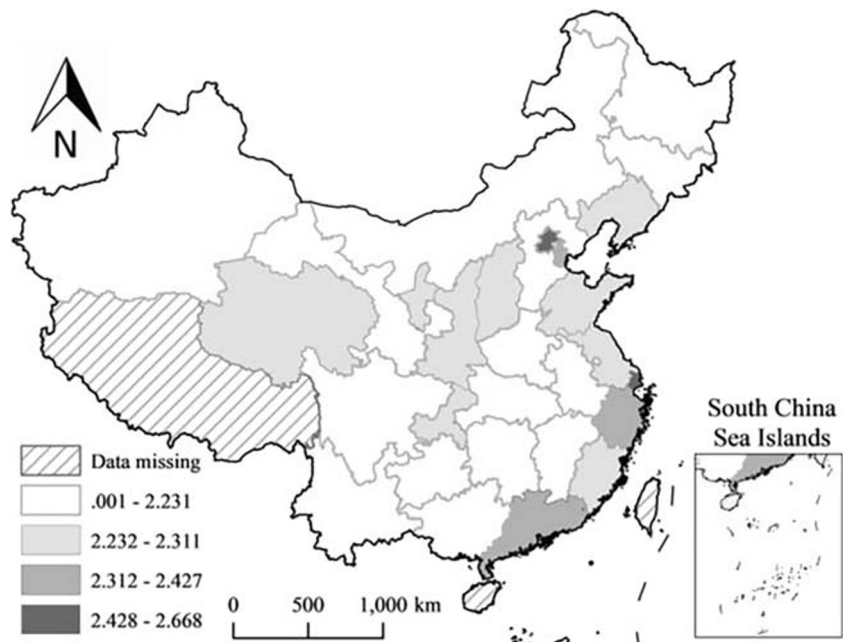 N
South China
Sea Islands
Data missing
.001 - 2.231
2.232 - 2.311
2.312 - 2.427
2.428 - 2.668
0 500 1,000 km